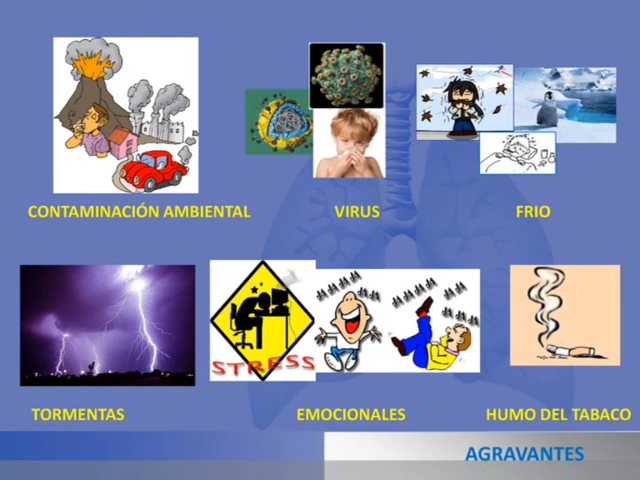 CONTAMINACIÓN AMBIENTAL
VIRUS
FRIO
STRESS
TORMENTAS
EMOCIONALES
HUMO DEL TABACO
AGRAVANTES